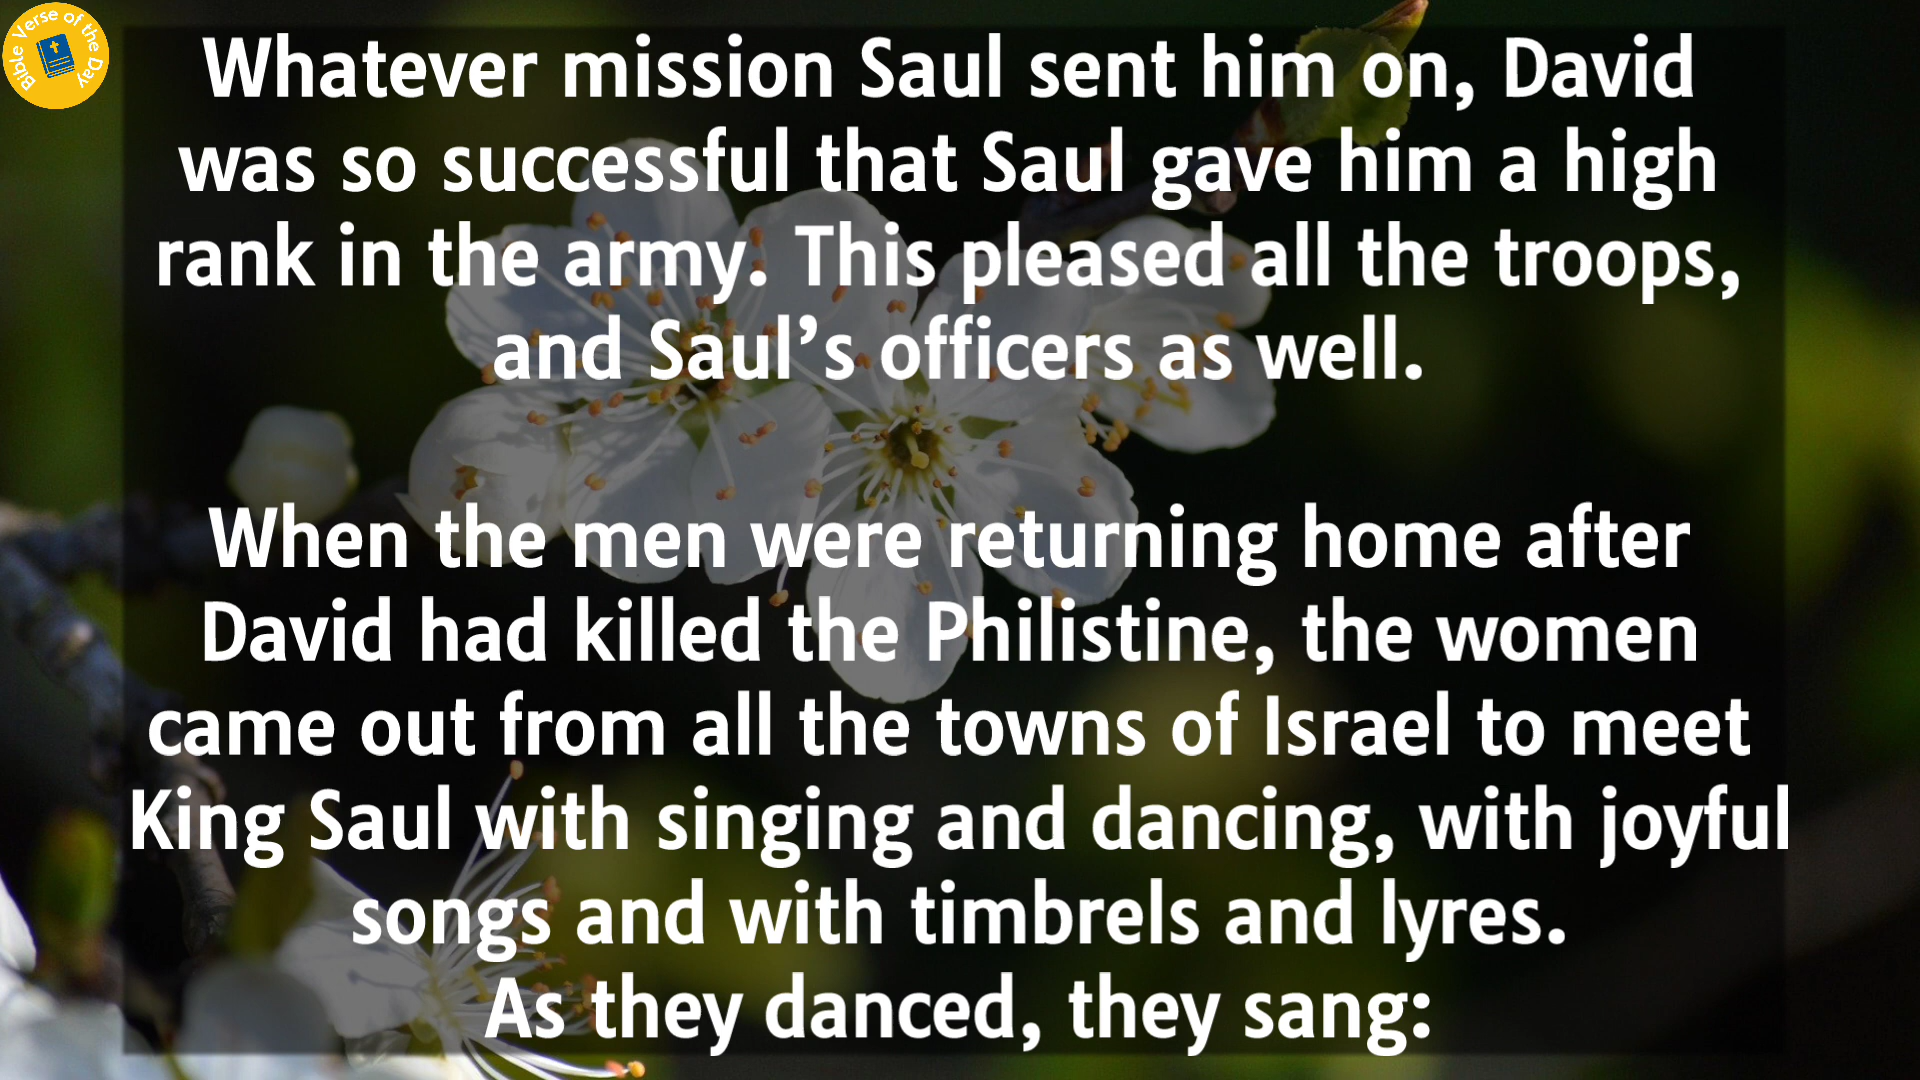 Bible Verse of the Day
Whatever mission Saul sent him on, David
was so successful that Saul gave him a high
rank in the army. This pleased all the troops,
and Saul’s officers as well.
When the men were returning home after
David had killed the Philistine, the women
came out from all the towns of Israel to meet
King Saul with singing and dancing, with joyful
songs and with timbrels and lyres.
As they danced, they sang: